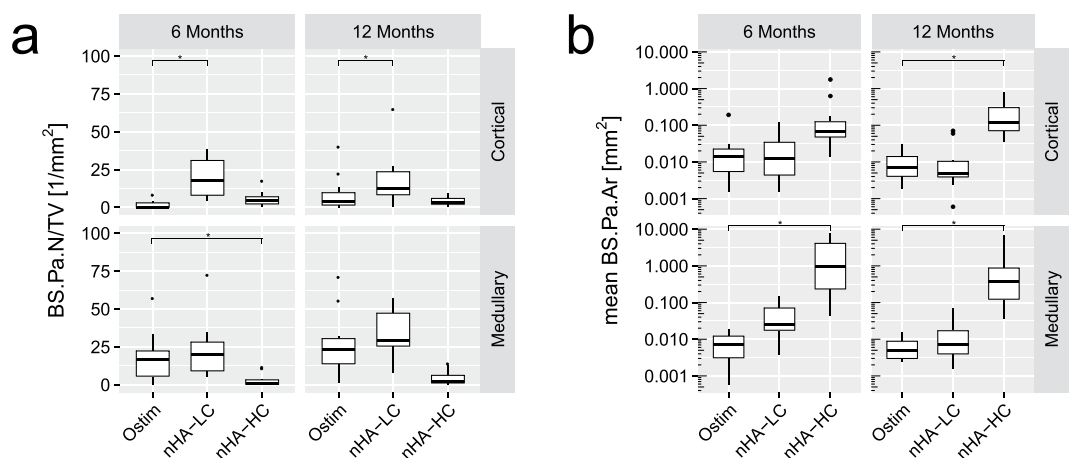 a
6 Months
12 Months
BS.Pa.N/TV [1/mm²]
100
75
50
25
0
*
*
Cortical
100
75
50
25
0
*
Medullary
Ostim
nHA−LC
nHA−HC
Ostim
nHA−LC
nHA−HC
b
6 Months
12 Months
mean BS.Pa.Ar [mm²]
10.000
1.000
0.100
0.010
0.001
*
Cortical
10.000
1.000
0.100
0.010
0.001
*
*
Medullary
Ostim
nHA−LC
nHA−HC
Ostim
nHA−LC
nHA−HC